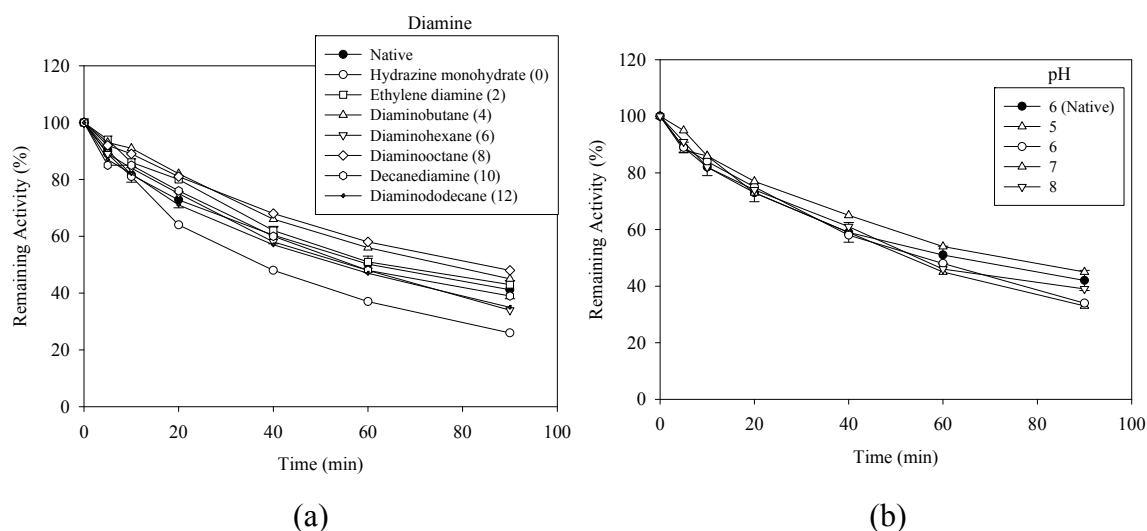 Diamine
Native
Hydrazine monohydrate (0)
Ethylene diamine (2)
Diaminobutane (4)
Diaminohexane (6)
Diaminooctane (8)
Decanediamine (10)
Diaminododecane (12)
Remaining Activity (%)
120
100
80
60
40
20
0
0 20 40 60 80 100
Time (min)
(a)
pH
6 (Native)
5
6
7
8
Remaining Activity (%)
120
100
80
60
40
20
0
0 20 40 60 80 100
Time (min)
(b)